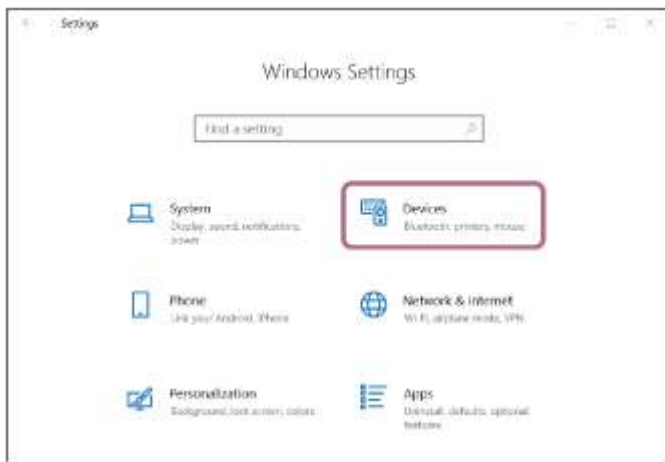 Settings
Windows Settings
Find a setting
System
Display, sound, notifications,
power
Devices
Bluetooth, printers, mouse
Phone
Link your Android, iPhone
Network & Internet
Wi-Fi, airplane mode, VPN
Personalization
Background, lock screen, colors
Apps
Uninstall, defaults, optional
features